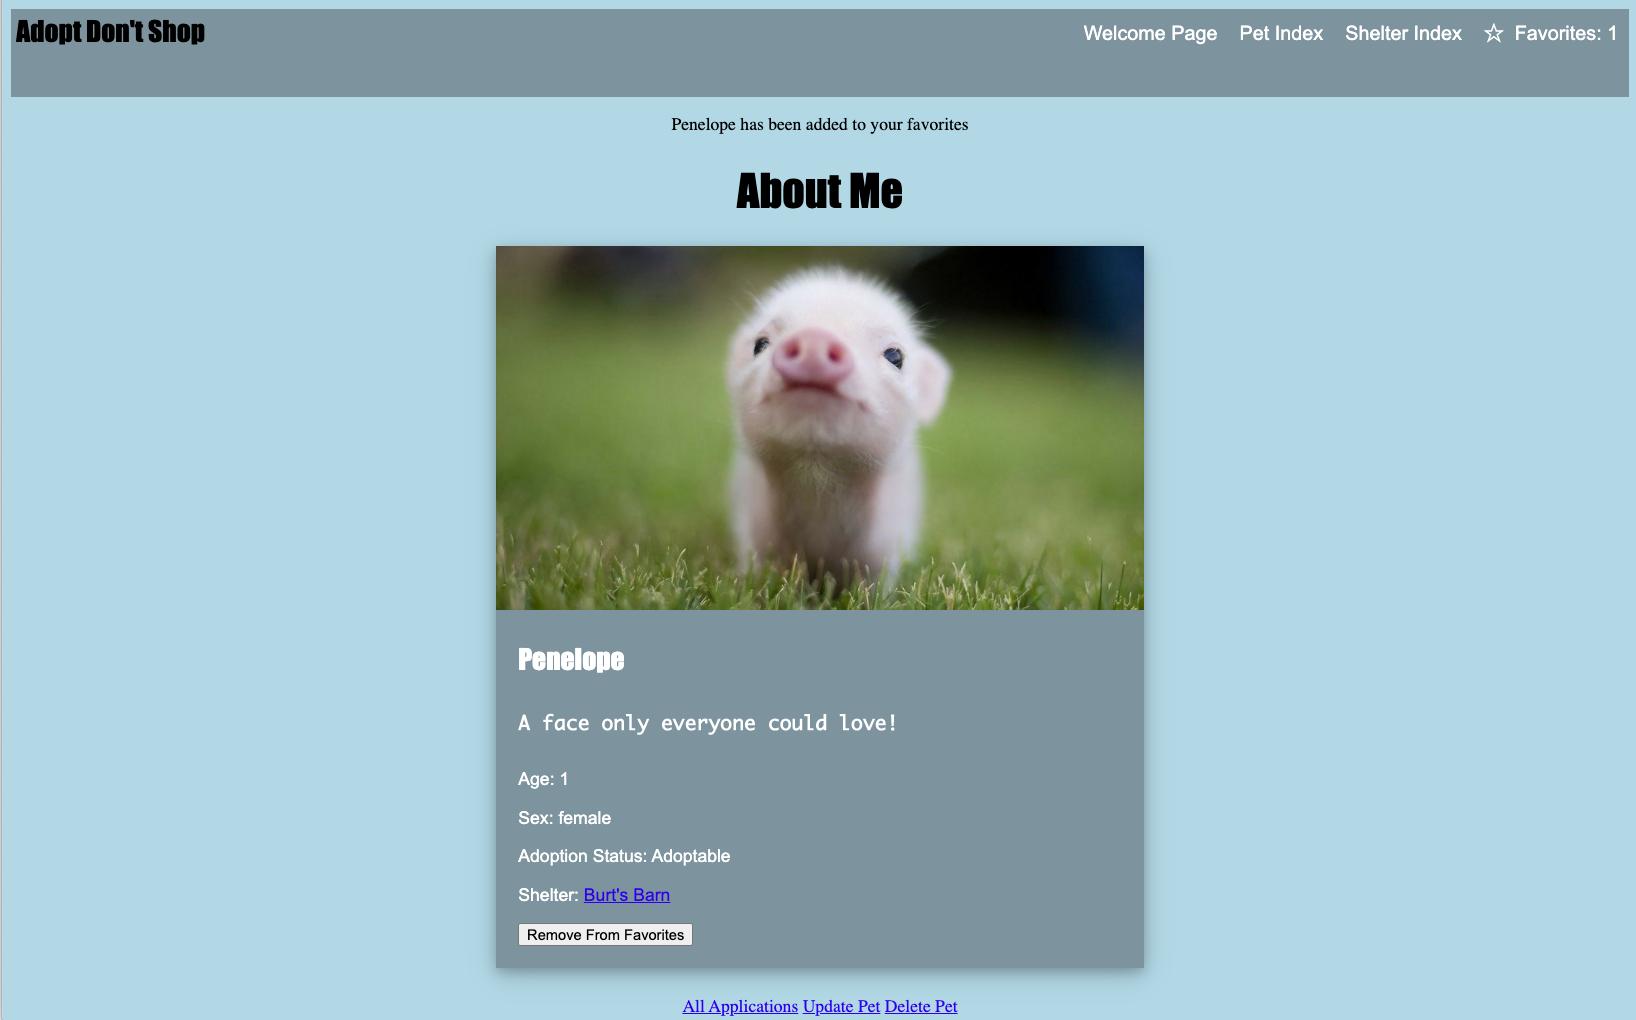 Adopt Don't Shop
Welcome Page Pet Index Shelter Index ☆ Favorites: 1
Penelope has been added to your favorites
About Me
Penelope
A face only everyone could love!
Age: 1
Sex: female
Adoption Status: Adoptable
Shelter: Burt's Barn
Remove From Favorites
All Applications Update Pet Delete Pet